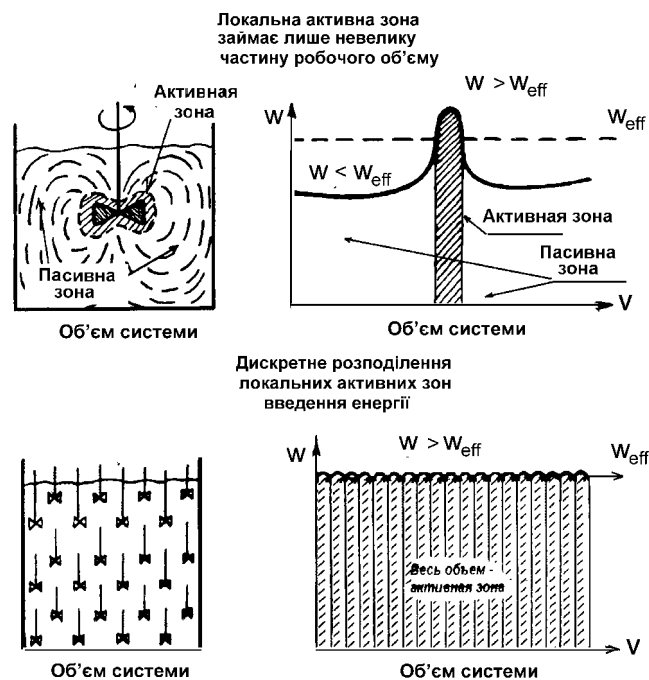 Локальна активна зона
займає лише невелику
частину робочого об’єму
Активная
зона
Пасивна
зона
Об’єм системи
W > Weff
W
Weff
W < Weff
Активная зона
Пасивна
зона
V
Об’єм системи
Дискретне розподілення
локальних активних зон
введення енергії
Об’єм системи
W
W > Weff
Weff
Весь объем -
активная зона
V
Об’єм системи